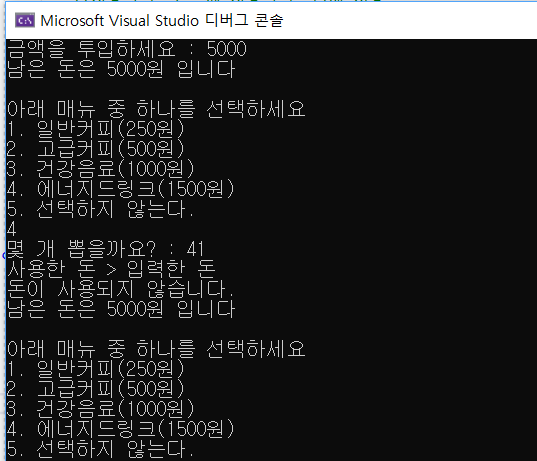 Microsoft Visual Studio 디버그 콘솔
금액을 투입하세요 : 5000
남은 돈은 5000원 입니다
아래 매뉴 중 하나를 선택하세요
1. 일반커피(250원)
2. 고급커피(500원)
3. 건강음료(1000원)
4. 에너지드링크(1500원)
5. 선택하지 않는다.
4
몇 개 뽑을까요? : 41
사용한 돈 > 입력한 돈
돈이 사용되지 않습니다.
남은 돈은 5000원 입니다
아래 매뉴 중 하나를 선택하세요
1. 일반커피(250원)
2. 고급커피(500원)
3. 건강음료(1000원)
4. 에너지드링크(1500원)
5. 선택하지 않는다.